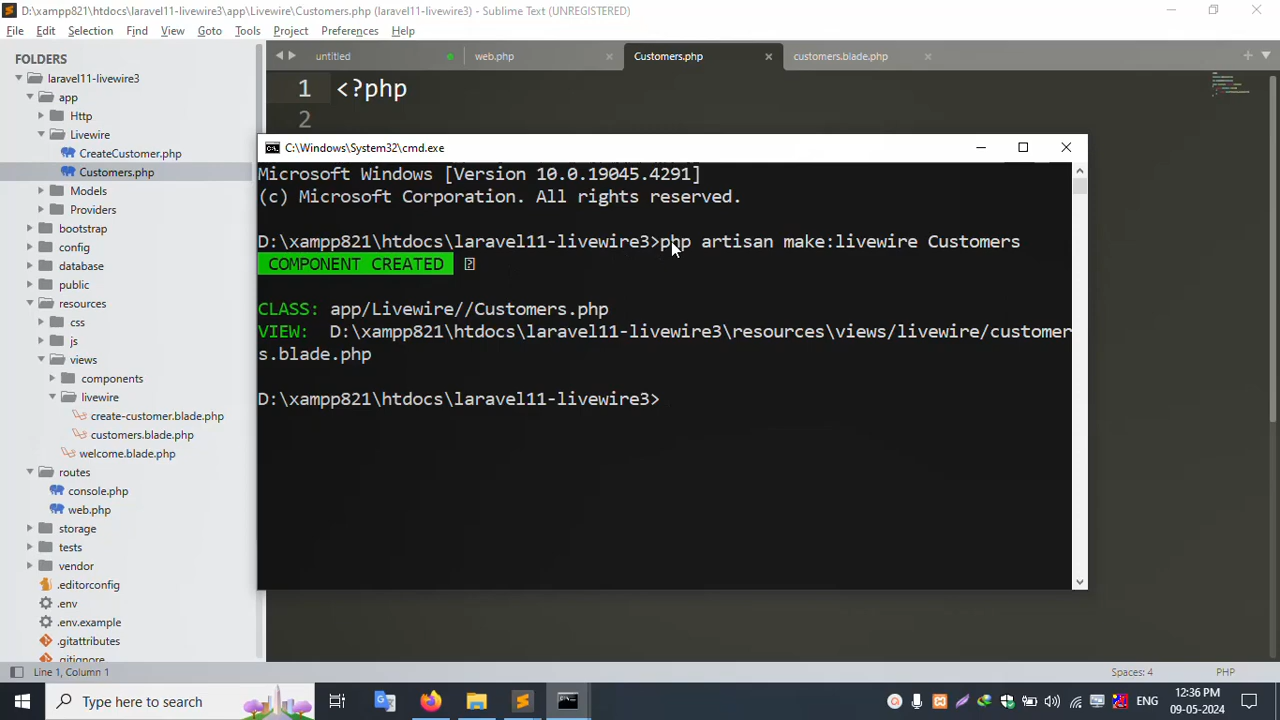 D:\xampp821\htdocs\laravel11-livewire3\app\Livewire\Customers.php (laravel11-livewire3) - Sublime Text (UNREGISTERED)
File Edit Selection Find View Goto Tools Project Preferences Help
FOLDERS
laravel11-livewire3
app
Http
Livewire
CreateCustomer.php
Customers.php
Models
Providers
bootstrap
config
database
public
resources
css
js
views
components
livewire
create-customer.blade.php
customers.blade.php
welcome.blade.php
routes
console.php
web.php
storage
tests
vendor
.editorconfig
.env
.env.example
.gitattributes
.gitignore
untitled web.php Customers.php customers.blade.php
1 <?php
2
C:\Windows\System32\cmd.exe
Microsoft Windows [Version 10.0.19045.4291]
(c) Microsoft Corporation. All rights reserved.
D:\xampp821\htdocs\laravel11-livewire3>php artisan make:livewire Customers
COMPONENT CREATED
CLASS: app/Livewire//Customers.php
VIEW: D:\xampp821\htdocs\laravel11-livewire3\resources\views/livewire/customer
s.blade.php
D:\xampp821\htdocs\laravel11-livewire3>
Line 1, Column 1 Spaces: 4 PHP
Type here to search
ENG
12:36 PM
09-05-2024